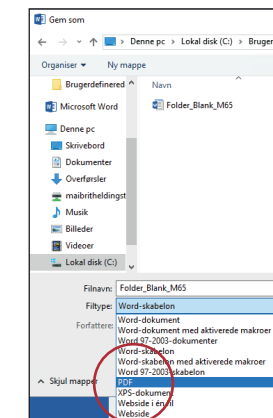 Gem som
Denne pc > Lokal disk (C:) > Bruger
Organiser Ny mappe
Brugerdefinered
Microsoft Word
Denne pc
Skrivebord
Dokumenter
Overførsler
maibritheldingst
Musik
Billeder
Videoer
Lokal disk (C:)
Navn
Folder_Blank_M65
Filnavn: Folder_Blank_M65
Filtype: Word-skabelon
Forfattere:
Word-dokument
Word-dokument med aktiverede makroer
Word 97-2003-dokumenter
Word-skabelon
Word-skabelon med aktiverede makroer
Word 97-2003-skabelon
PDF
XPS-dokument
Webside i én fil
Webside
Skjul mapper